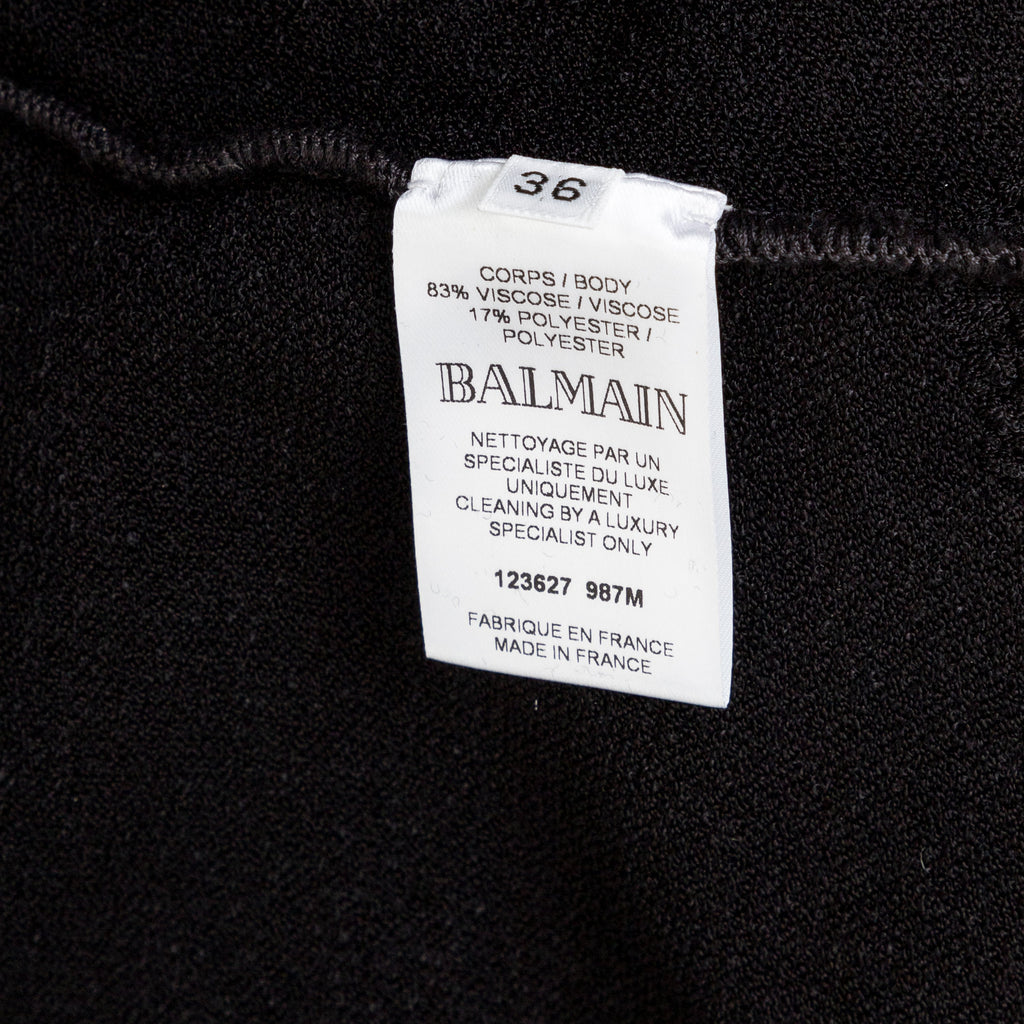 36
CORPS / BODY
83% VISCOSE / VISCOSE
17% POLYESTER /
POLYESTER
BALMAIN
NETTOYAGE PAR UN
SPECIALISTE DU LUXE
UNIQUEMENT
CLEANING BY A LUXURY
SPECIALIST ONLY
123627 987M
FABRIQUE EN FRANCE
MADE IN FRANCE